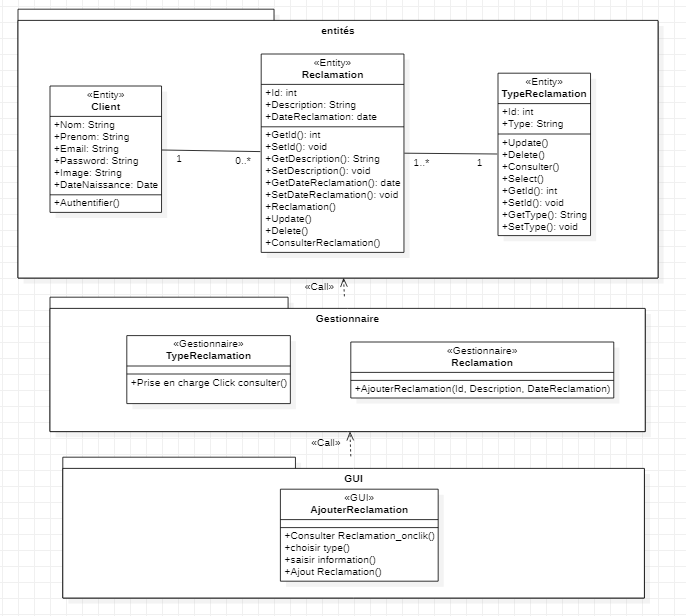 entités
«Entity»
Client
+Nom: String
+Prenom: String
+Email: String
+Password: String
+Image: String
+DateNaissance: Date
+Authentifier()
1
0..*
«Entity»
Reclamation
+Id: int
+Description: String
+DateReclamation: date
+GetId(): int
+SetId(): void
+GetDescription(): String
+SetDescription(): void
+GetDateReclamation(): date
+SetDateReclamation(): void
+Reclamation()
+Update()
+Delete()
+ConsulterReclamation()
1..*
1
«Entity»
TypeReclamation
+Id: int
+Type: String
+Update()
+Delete()
+Consulter()
+Select()
+GetId(): int
+SetId(): void
+GetType(): String
+SetType(): void
«Call»
Gestionnaire
«Gestionnaire»
TypeReclamation
+Prise en charge Click consulter()
«Gestionnaire»
Reclamation
+AjouterReclamation(Id, Description, DateReclamation)
«Call»
GUI
«GUI»
AjouterReclamation
+Consulter Reclamation_onclik()
+choisir type()
+saisir information()
+Ajout Reclamation()